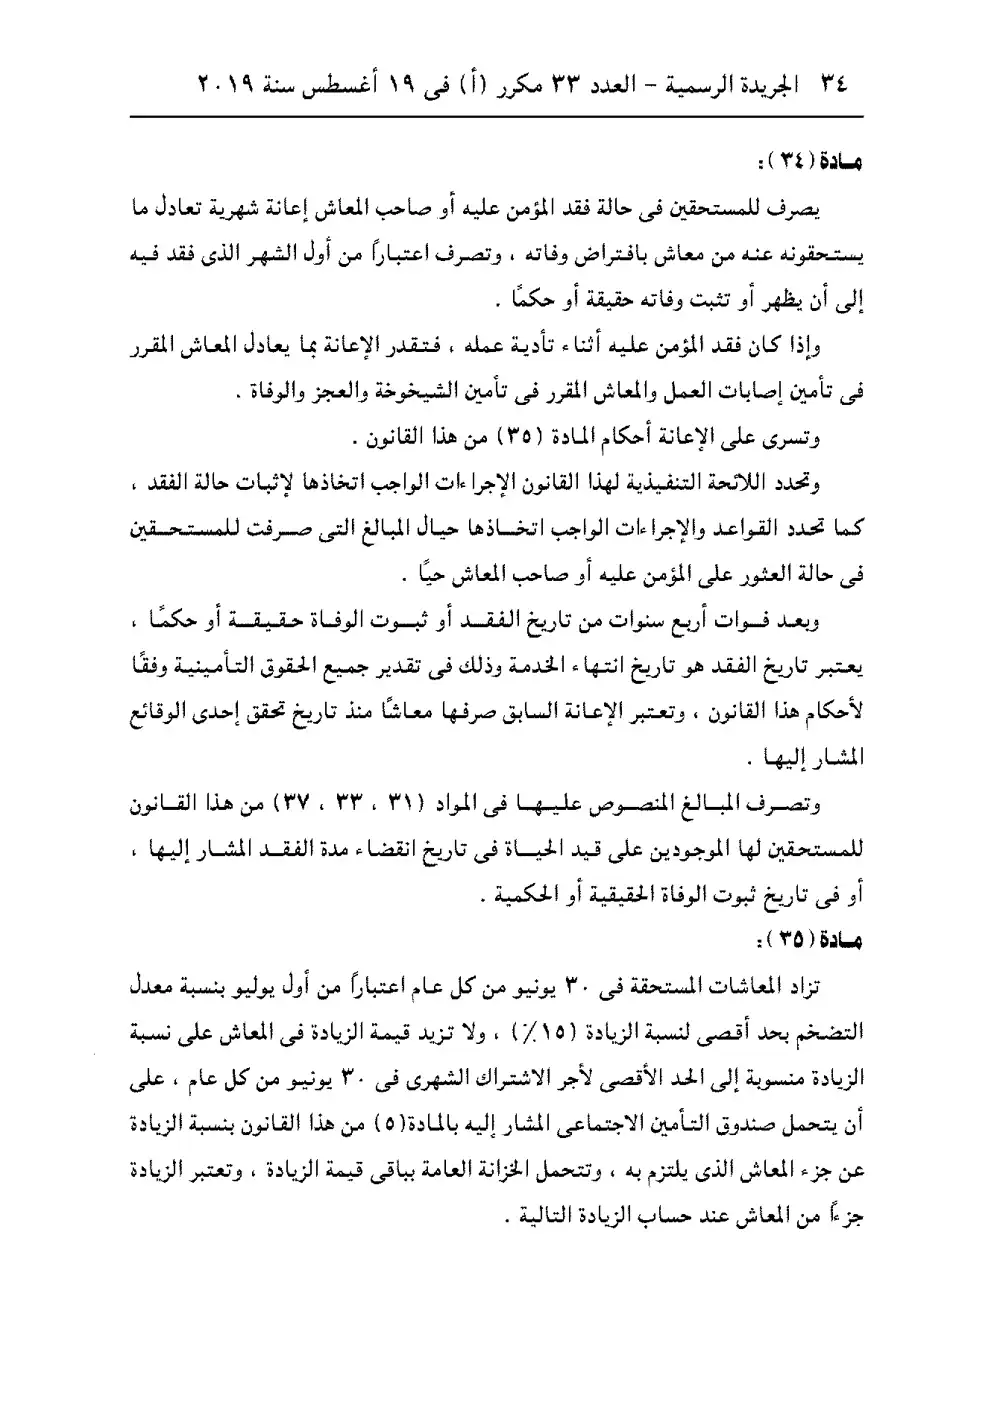 ٣٤ الجريدة الرسمية - العدد ٣٣ مكرر (أ) فى ١٩ أغسطس سنة ٢٠١٩
مادة (٣٤) :
يصرف للمستحقين فى حالة فقد المؤمن عليه أو صاحب المعاش إعانة شهرية تعادل ما
يستحقونه عنه من معاش بافتراض وفاته ، وتصرف اعتباراً من أول الشهر الذى فقد فيه
إلى أن يظهر أو تثبت وفاته حقيقة أو حكمًا .
وإذا كان فقد المؤمن عليه أثناء تأدية عمله ، فتقدر الإعانة بما يعادل المعاش المقرر
فى تأمين إصابات العمل والمعاش المقرر فى تأمين الشيخوخة والعجز والوفاة .
وتسرى على الإعانة أحكام المادة (٣٥) من هذا القانون .
وتحدد اللائحة التنفيذية لهذا القانون الإجراءات الواجب اتخاذها لإثبات حالة الفقد ،
كما تحدد القواعد والإجراءات الواجب اتخاذها حيال المبالغ التى صرفت للمستحقين
فى حالة العثور على المؤمن عليه أو صاحب المعاش حيًا .
وبعد فوات أربع سنوات من تاريخ الفقد أو ثبوت الوفاة حقيقة أو حكمًا ،
يعتبر تاريخ الفقد هو تاريخ انتهاء الخدمة وذلك فى تقدير جميع الحقوق التأمينية وفقًا
لأحكام هذا القانون ، وتعتبر الإعانة السابق صرفها معاشًا منذ تاريخ تحقق إحدى الوقائع
المشار إليها .
وتصرف المبالغ المنصوص عليها فى المواد (٣١ ، ٣٣ ، ٣٧) من هذا القانون
للمستحقين لها الموجودين على قيد الحياة فى تاريخ انقضاء مدة الفقد المشار إليها ،
أو فى تاريخ ثبوت الوفاة الحقيقية أو الحكمية .
مادة (٣٥) :
تزاد المعاشات المستحقة فى ٣٠ يونيو من كل عام اعتباراً من أول يوليو بنسبة معدل
التضخم بحد أقصى لنسبة الزيادة (١٥٪) ، ولا تزيد قيمة الزيادة فى المعاش على نسبة
الزيادة منسوبة إلى الحد الأقصى لأجر الاشتراك الشهرى فى ٣٠ يونيو من كل عام ، على
أن يتحمل صندوق التأمين الاجتماعى المشار إليه بالمادة(٥) من هذا القانون بنسبة الزيادة
عن جزء المعاش الذى يلتزم به ، وتتحمل الخزانة العامة بباقى قيمة الزيادة ، وتعتبر الزيادة
جزءاً من المعاش عند حساب الزيادة التالية .